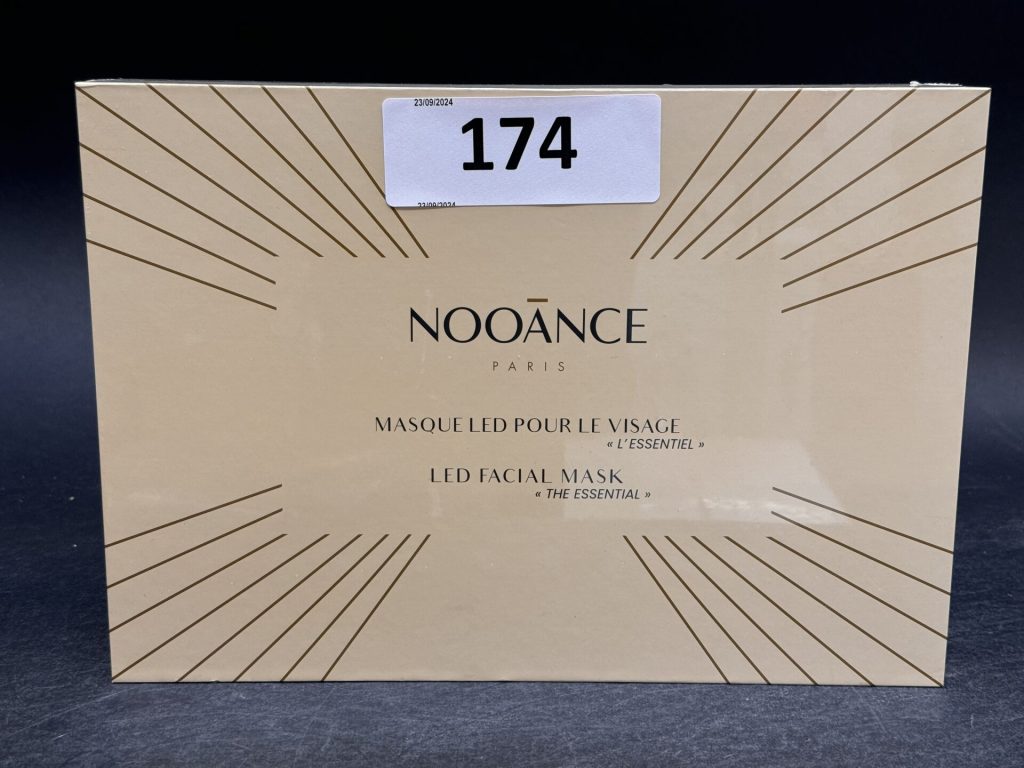 23/09/2024
174
23/09/2024
NOOĀNCE
PARIS
MASQUE LED POUR LE VISAGE
« L'ESSENTIEL »
LED FACIAL MASK
« THE ESSENTIAL »